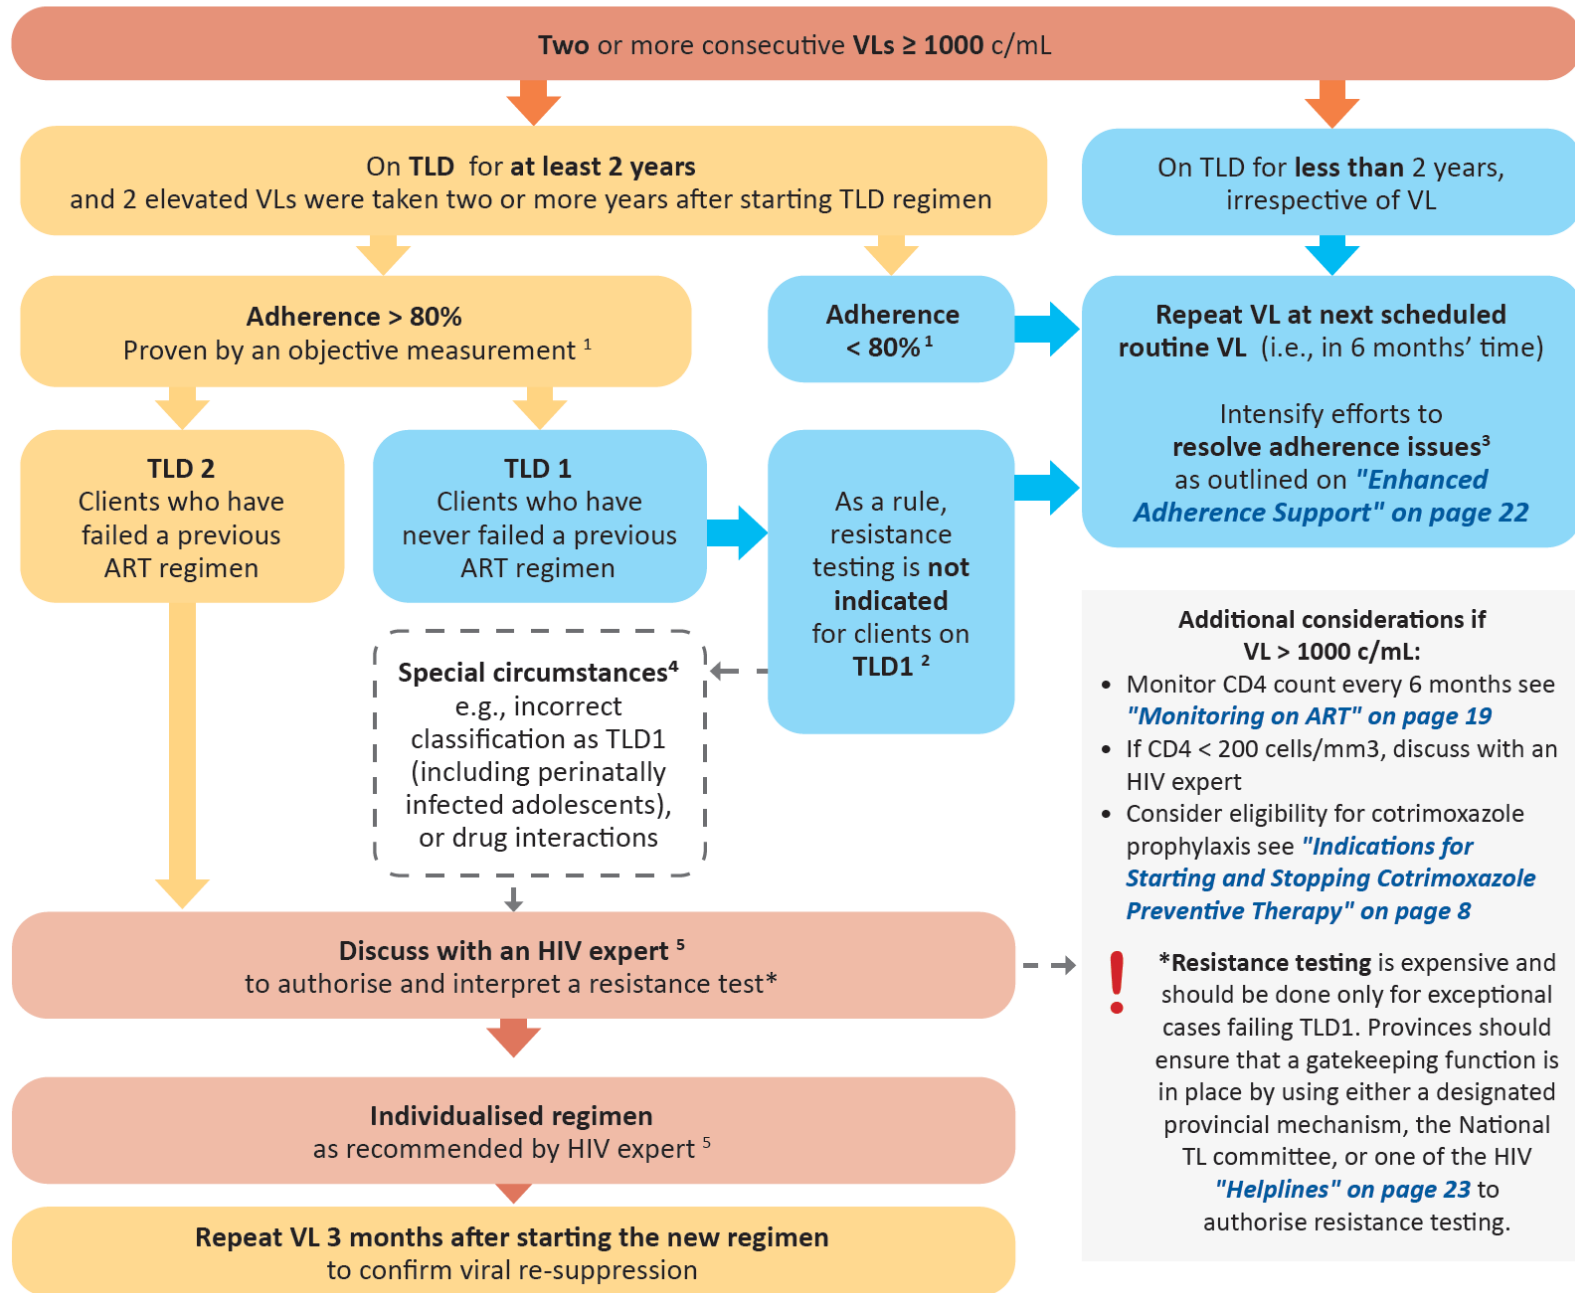 Two or more consecutive VLs ≥ 1000 c/mL
On TLD for at least 2 years
and 2 elevated VLs were taken two or more years after starting TLD regimen
On TLD for less than 2 years,
irrespective of VL
Adherence > 80%
Proven by an objective measurement ¹
Adherence
< 80% ¹
Repeat VL at next scheduled
routine VL (i.e., in 6 months’ time)
Intensify efforts to
resolve adherence issues³
as outlined on "Enhanced
Adherence Support" on page 22
TLD 2
Clients who have
failed a previous
ART regimen
TLD 1
Clients who have
never failed a previous
ART regimen
As a rule,
resistance
testing is not
indicated
for clients on
TLD1 ²
Special circumstances⁴
e.g., incorrect
classification as TLD1
(including perinatally
infected adolescents),
or drug interactions
Discuss with an HIV expert ⁵
to authorise and interpret a resistance test*
Individualised regimen
as recommended by HIV expert ⁵
Repeat VL 3 months after starting the new regimen
to confirm viral re-suppression
Additional considerations if
VL > 1000 c/mL:
• Monitor CD4 count every 6 months see
"Monitoring on ART" on page 19
• If CD4 < 200 cells/mm3, discuss with an
HIV expert
• Consider eligibility for cotrimoxazole
prophylaxis see "Indications for
Starting and Stopping Cotrimoxazole
Preventive Therapy" on page 8
! *Resistance testing is expensive and
should be done only for exceptional
cases failing TLD1. Provinces should
ensure that a gatekeeping function is
in place by using either a designated
provincial mechanism, the National
TL committee, or one of the HIV
"Helplines" on page 23 to
authorise resistance testing.